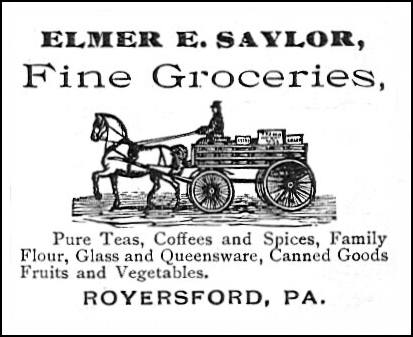 ELMER E. SAYLOR,
Fine Groceries,
Pure Teas, Coffees and Spices, Family
Flour, Glass and Queensware, Canned Goods
Fruits and Vegetables.
ROYERSFORD, PA.